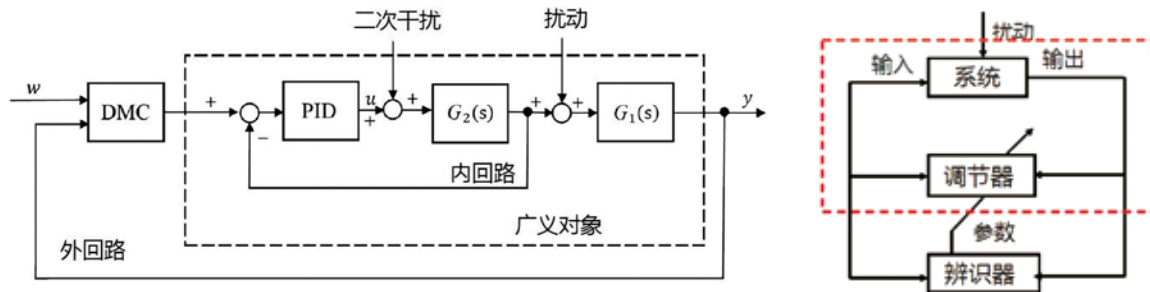 二次干扰
扰动
w
DMC
+
−
PID
u
+
+
G₂(s)
+
+
G₁(s)
y
内回路
广义对象
外回路
扰动
输入
系统
输出
调节器
参数
辨识器